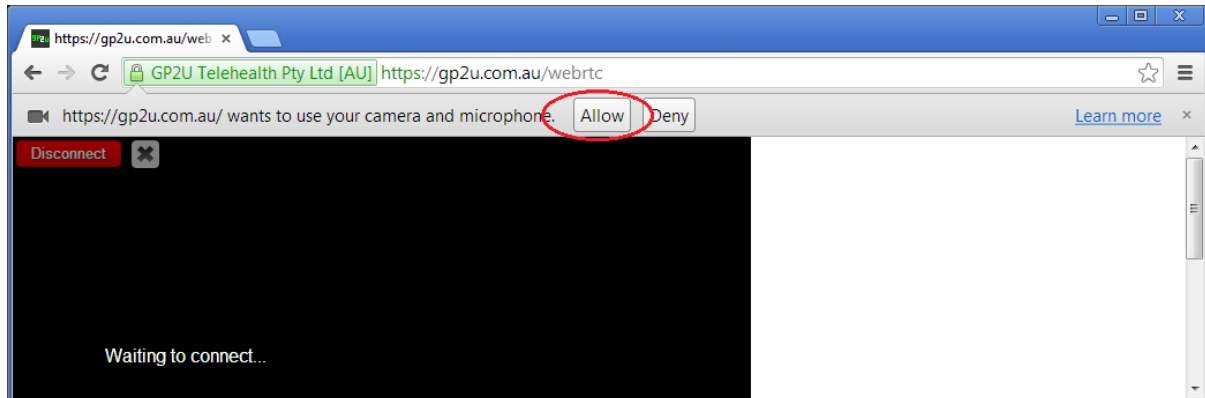 https://gp2u.com.au/web
GP2U Telehealth Pty Ltd [AU] https://gp2u.com.au/webrtc
https://gp2u.com.au/ wants to use your camera and microphone. Allow Deny Learn more
Disconnect
Waiting to connect...